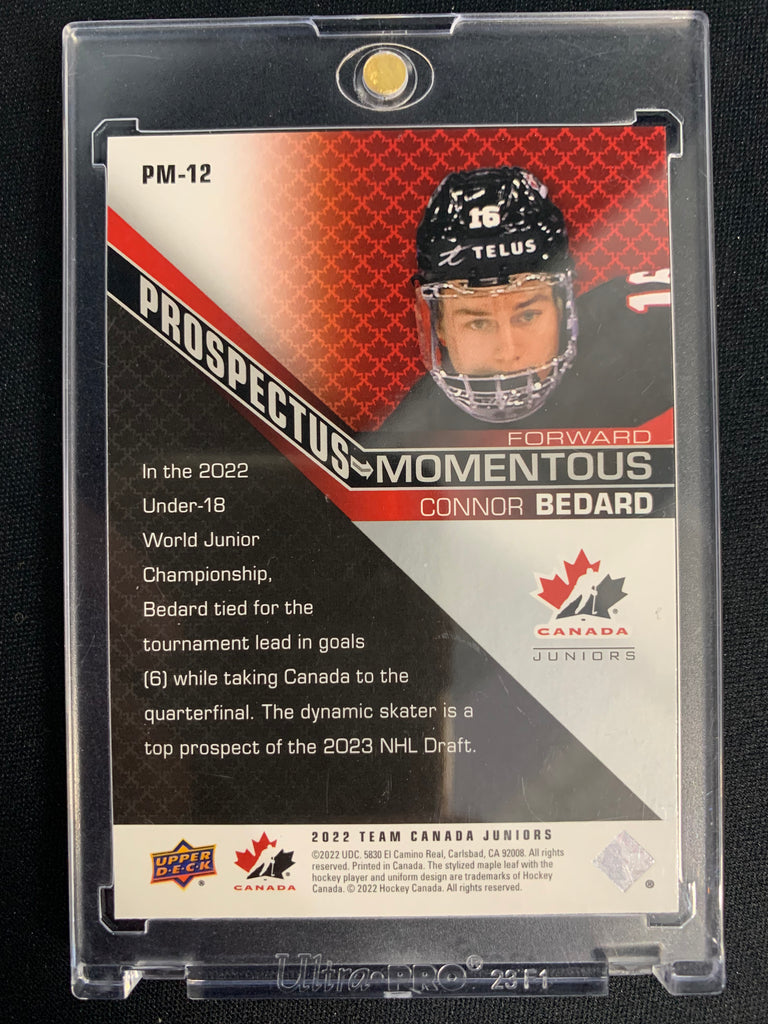 PM-12
16
TELUS
16
PROSPECTUS
FORWARD
MOMENTOUS
CONNOR BEDARD
In the 2022
Under-18
World Junior
Championship,
Bedard tied for the
tournament lead in goals
(6) while taking Canada to the
quarterfinal. The dynamic skater is a
top prospect of the 2023 NHL Draft.
CANADA
JUNIORS
2022 TEAM CANADA JUNIORS
UPPER
D·E·C·K
®
CANADA
©2022 UDC. 5830 El Camino Real, Carlsbad, CA 92008. All rights
reserved. Printed in Canada. The stylized maple leaf with the
hockey player and uniform design are trademarks of Hockey
Canada. © 2022 Hockey Canada. All rights reserved.
®
Ultra·PRO® 23F1